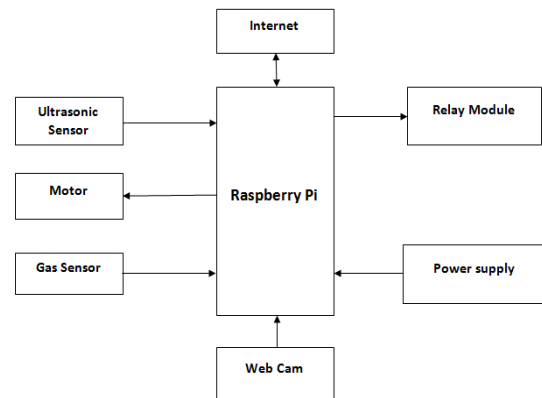 Internet
Ultrasonic
Sensor
Relay Module
Motor
Raspberry Pi
Gas Sensor
Power supply
Web Cam